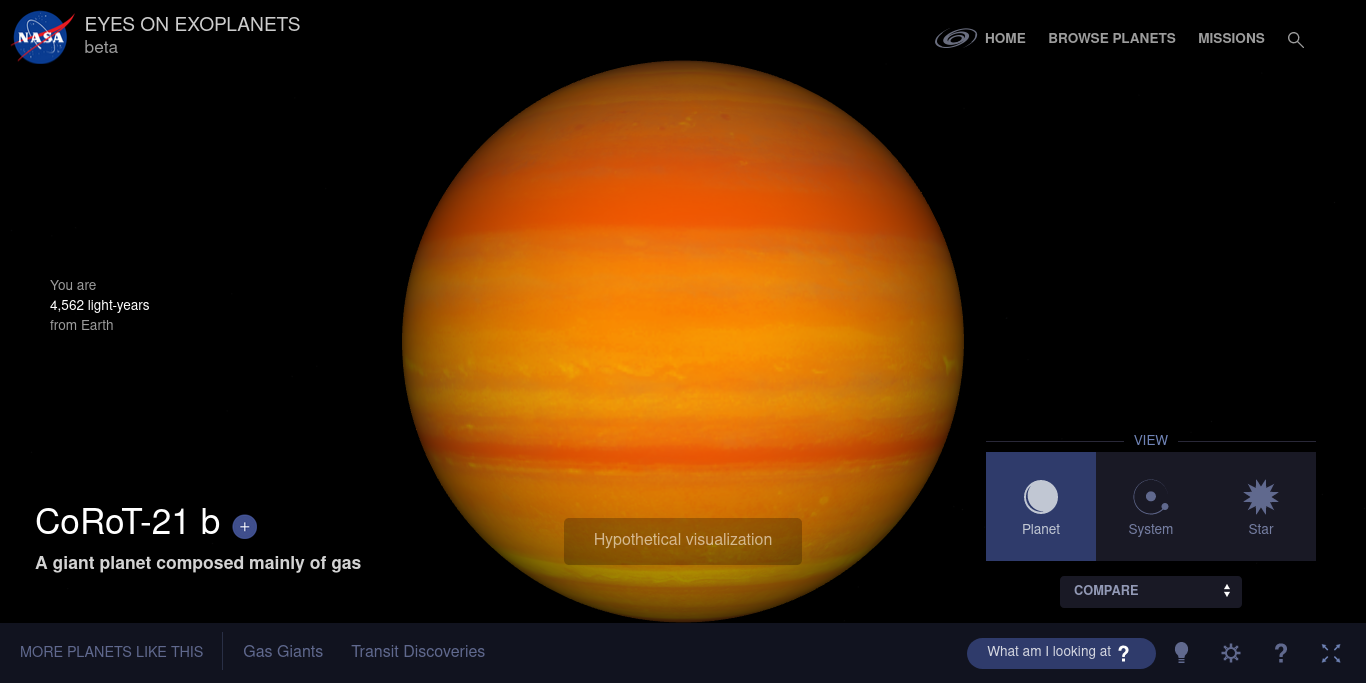 NASA
EYES ON EXOPLANETS
beta
HOME
BROWSE PLANETS
MISSIONS
You are
4,562 light-years
from Earth
VIEW
Planet
System
Star
CoRoT-21 b +
A giant planet composed mainly of gas
Hypothetical visualization
COMPARE
MORE PLANETS LIKE THIS
Gas Giants
Transit Discoveries
What am I looking at ?
?